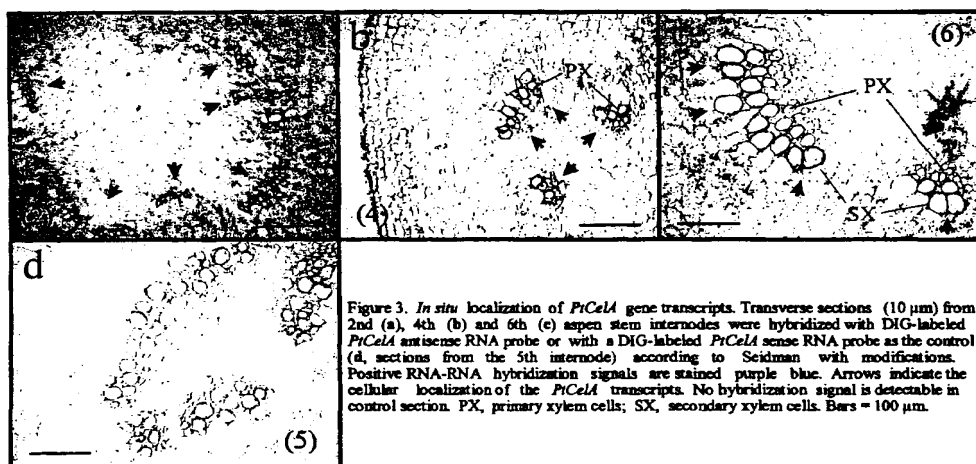 b
PX
(4)
(6)
PX
SX
d
(5)
Figure 3. In situ localization of PtCelA gene transcripts. Transverse sections (10 μm) from
2nd (a), 4th (b) and 6th (c) aspen stem internodes were hybridized with DIG-labeled
PtCelA antisense RNA probe or with a DIG-labeled PtCelA sense RNA probe as the control
(d, sections from the 5th internode) according to Seidman with modifications.
Positive RNA-RNA hybridization signals are stained purple blue. Arrows indicate the
cellular localization of the PtCelA transcripts. No hybridization signal is detectable in
control section. PX, primary xylem cells; SX, secondary xylem cells. Bars = 100 μm.